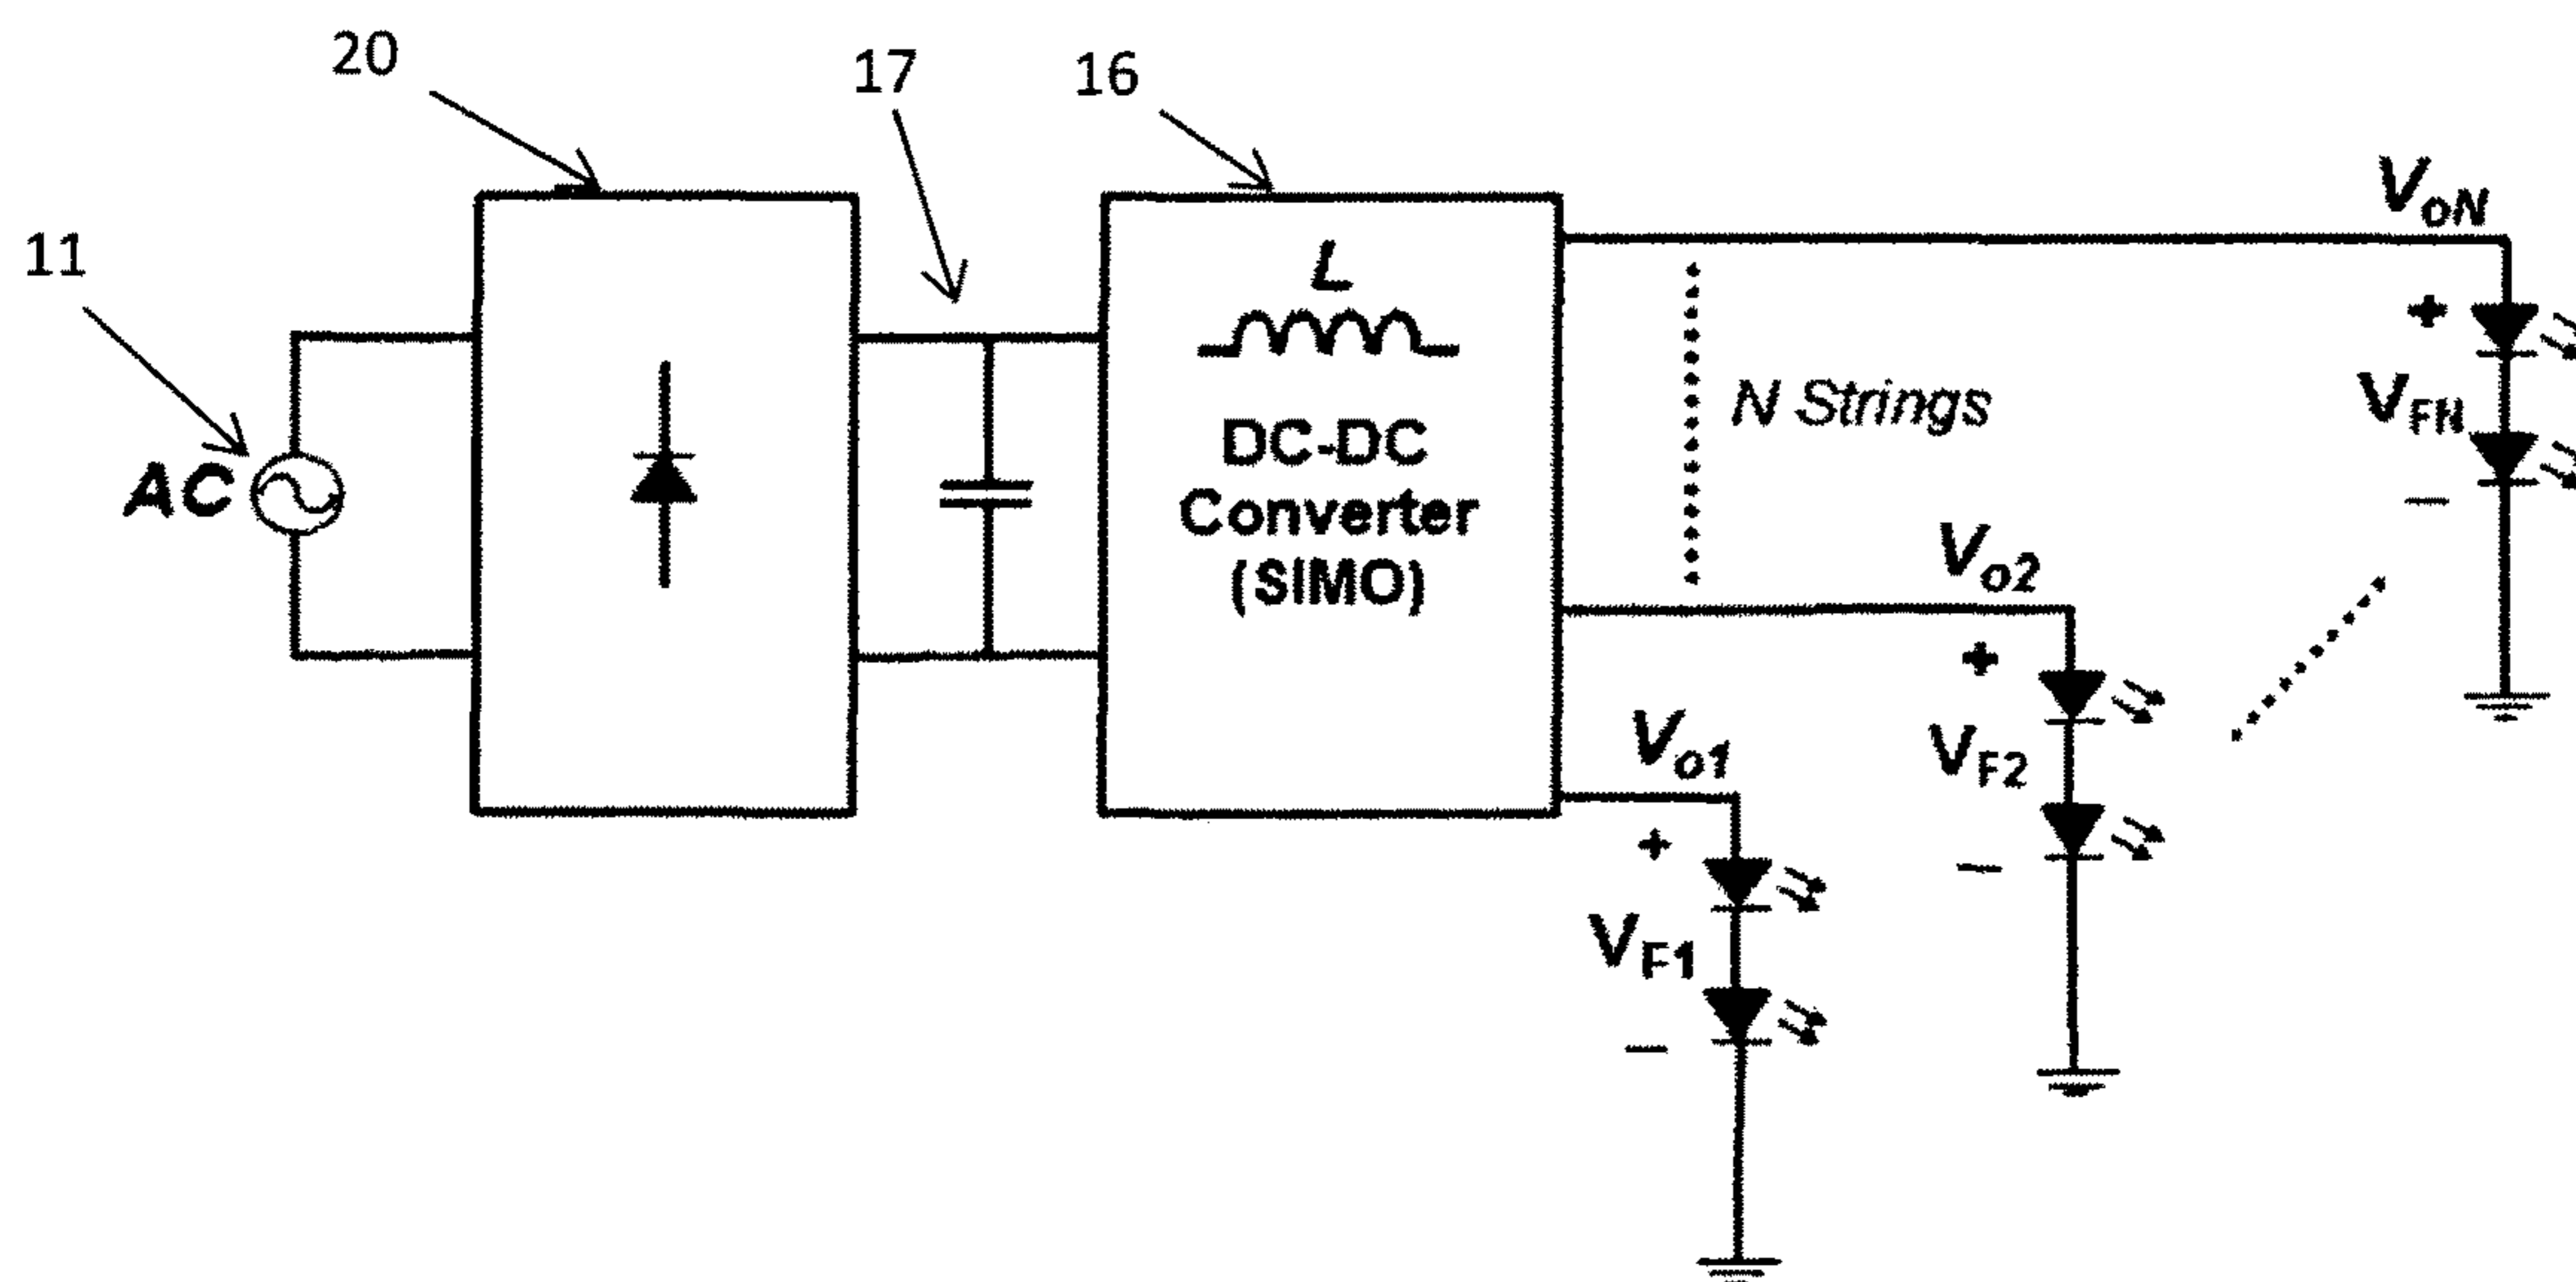 20
17
16
11
AC
L
DC-DC
Converter
(SIMO)
N Strings
VoN
+
VFN
–
Vo2
+
VF2
–
Vo1
+
VF1
–